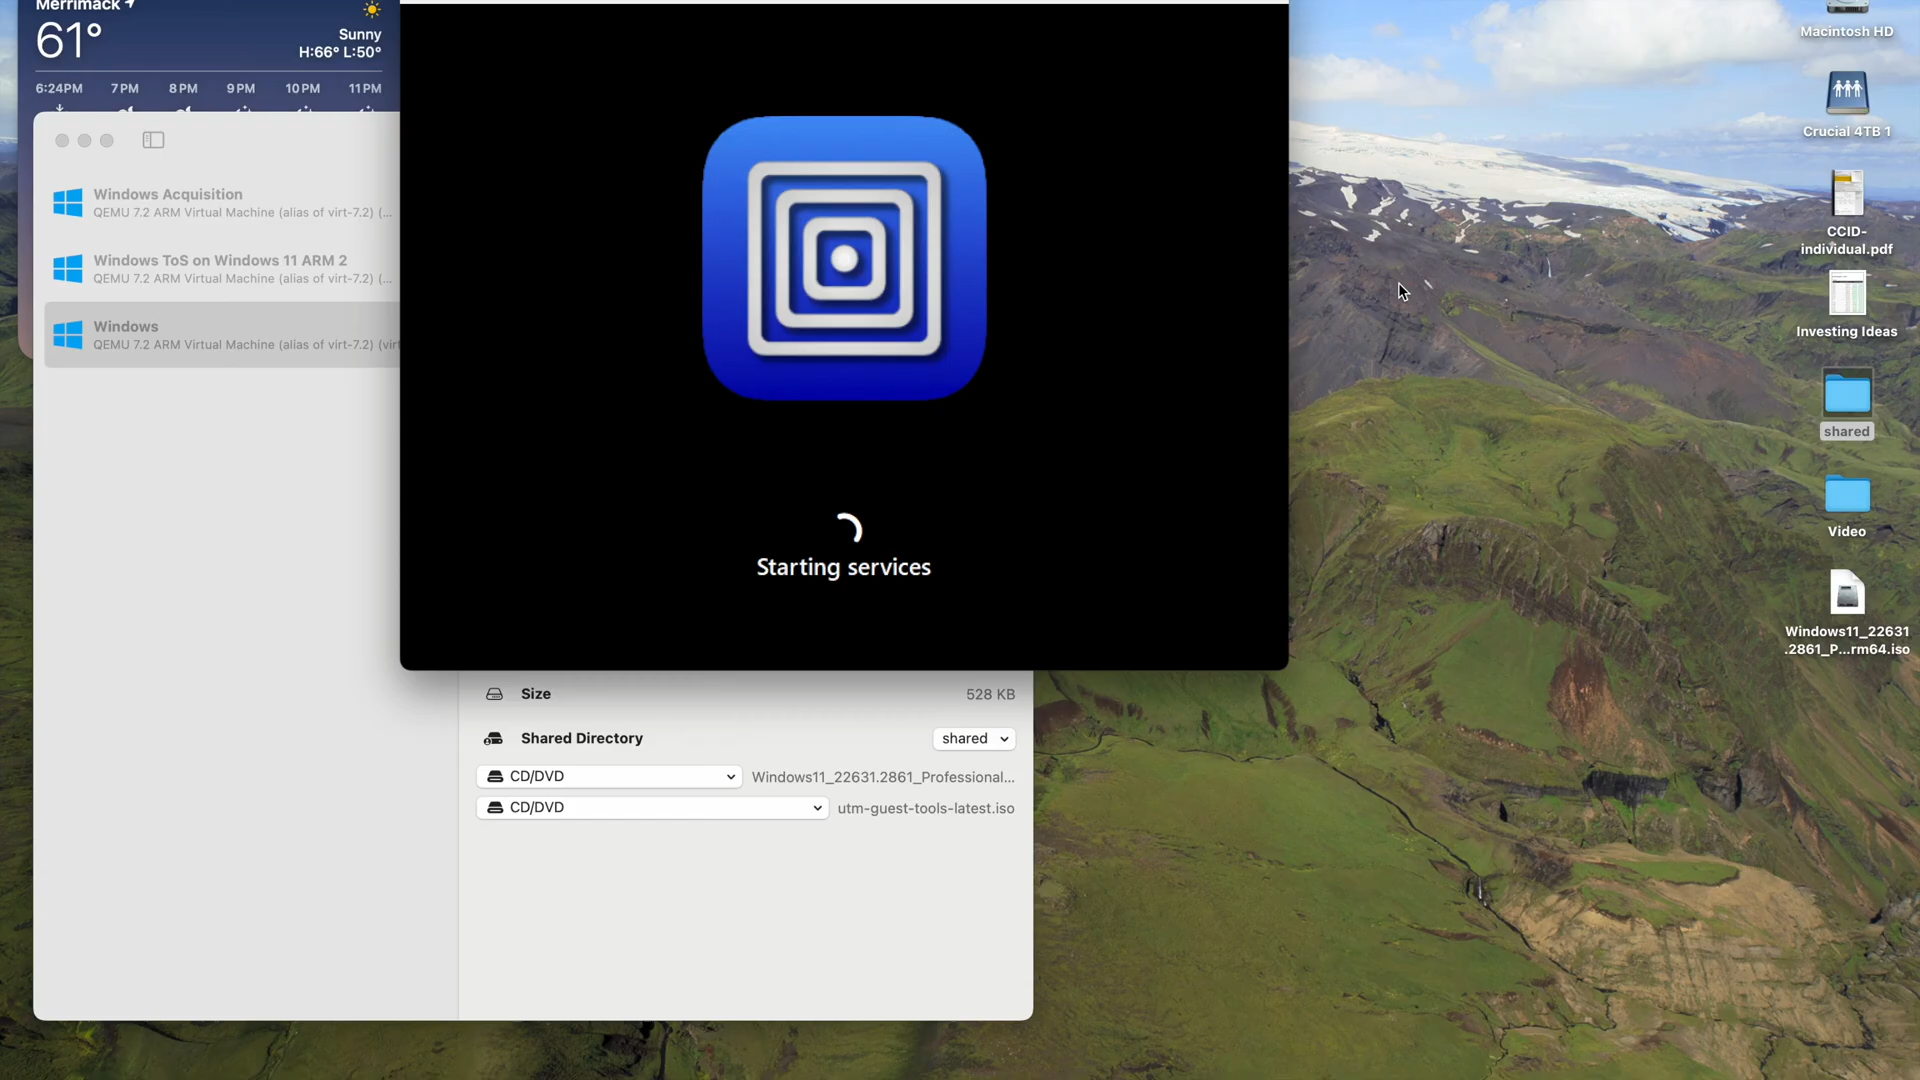 Merrimack
61°
Sunny
H:66° L:50°
6:24PM 7PM 8PM 9PM 10PM 11PM
Windows Acquisition
QEMU 7.2 ARM Virtual Machine (alias of virt-7.2) (...
Windows ToS on Windows 11 ARM 2
QEMU 7.2 ARM Virtual Machine (alias of virt-7.2) (...
Windows
QEMU 7.2 ARM Virtual Machine (alias of virt-7.2) (virt
Starting services
Size 528 KB
Shared Directory shared
CD/DVD Windows11_22631.2861_Professional...
CD/DVD utm-guest-tools-latest.iso
Macintosh HD
Crucial 4TB 1
CCID-
individual.pdf
Investing Ideas
shared
Video
Windows11_22631
.2861_P...rm64.iso